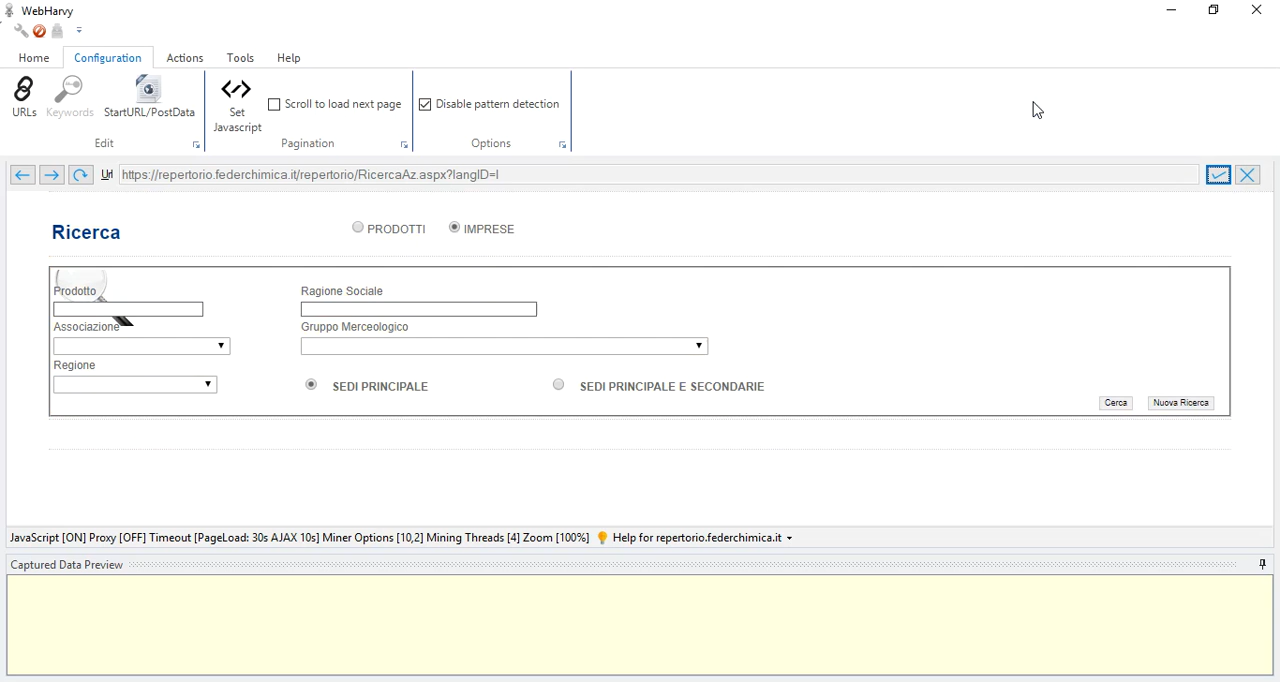 WebHarvy
Home Configuration Actions Tools Help
URLs Keywords StartURL/PostData
Edit
Set
Javascript
Scroll to load next page
Pagination
Disable pattern detection
Options
Url https://repertorio.federchimica.it/repertorio/RicercaAz.aspx?langID=I
Ricerca PRODOTTI IMPRESE
Prodotto Ragione Sociale
Associazione Gruppo Merceologico
Regione
SEDI PRINCIPALE SEDI PRINCIPALE E SECONDARIE
Cerca Nuova Ricerca
JavaScript [ON] Proxy [OFF] Timeout [PageLoad: 30s AJAX 10s] Miner Options [10,2] Mining Threads [4] Zoom [100%] Help for repertorio.federchimica.it
Captured Data Preview